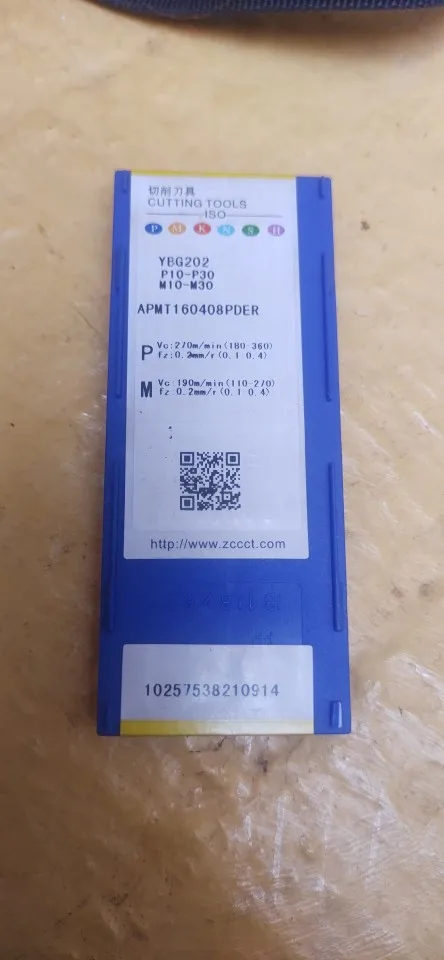 切削刀具
CUTTING TOOLS
ISO
P M K N S H
YBG202
P10-P30
M10-M30
APMT160408PDER
P Vc:270m/min(180-360)
fz:0.2mm/r(0.1-0.4)
M Vc:190m/min(110-270)
fz:0.2mm/r(0.1-0.4)
http://www.zccct.com
10257538210914